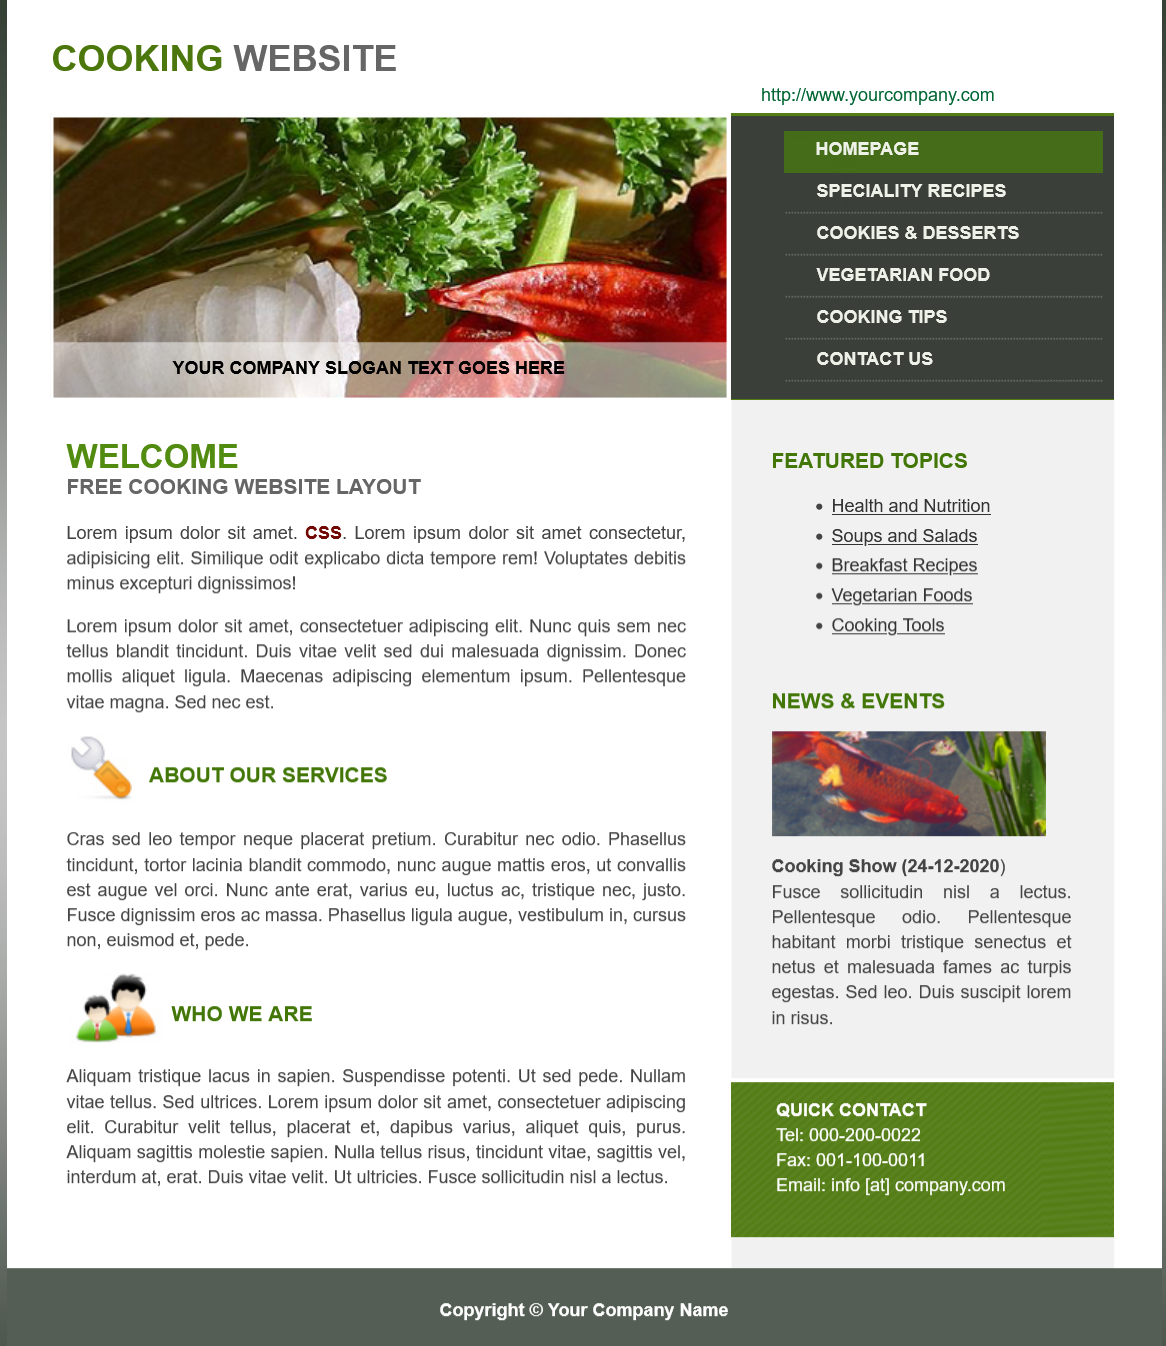 COOKING WEBSITE
http://www.yourcompany.com
YOUR COMPANY SLOGAN TEXT GOES HERE
HOMEPAGE
SPECIALITY RECIPES
COOKIES & DESSERTS
VEGETARIAN FOOD
COOKING TIPS
CONTACT US
WELCOME
FREE COOKING WEBSITE LAYOUT
Lorem ipsum dolor sit amet. CSS. Lorem ipsum dolor sit amet consectetur,
adipisicing elit. Similique odit explicabo dicta tempore rem! Voluptates debitis
minus excepturi dignissimos!
Lorem ipsum dolor sit amet, consectetuer adipiscing elit. Nunc quis sem nec
tellus blandit tincidunt. Duis vitae velit sed dui malesuada dignissim. Donec
mollis aliquet ligula. Maecenas adipiscing elementum ipsum. Pellentesque
vitae magna. Sed nec est.
ABOUT OUR SERVICES
Cras sed leo tempor neque placerat pretium. Curabitur nec odio. Phasellus
tincidunt, tortor lacinia blandit commodo, nunc augue mattis eros, ut convallis
est augue vel orci. Nunc ante erat, varius eu, luctus ac, tristique nec, justo.
Fusce dignissim eros ac massa. Phasellus ligula augue, vestibulum in, cursus
non, euismod et, pede.
WHO WE ARE
Aliquam tristique lacus in sapien. Suspendisse potenti. Ut sed pede. Nullam
vitae tellus. Sed ultrices. Lorem ipsum dolor sit amet, consectetuer adipiscing
elit. Curabitur velit tellus, placerat et, dapibus varius, aliquet quis, purus.
Aliquam sagittis molestie sapien. Nulla tellus risus, tincidunt vitae, sagittis vel,
interdum at, erat. Duis vitae velit. Ut ultricies. Fusce sollicitudin nisl a lectus.
FEATURED TOPICS
• Health and Nutrition
• Soups and Salads
• Breakfast Recipes
• Vegetarian Foods
• Cooking Tools
NEWS & EVENTS
Cooking Show (24-12-2020)
Fusce sollicitudin nisl a lectus.
Pellentesque odio. Pellentesque
habitant morbi tristique senectus et
netus et malesuada fames ac turpis
egestas. Sed leo. Duis suscipit lorem
in risus.
QUICK CONTACT
Tel: 000-200-0022
Fax: 001-100-0011
Email: info [at] company.com
Copyright © Your Company Name